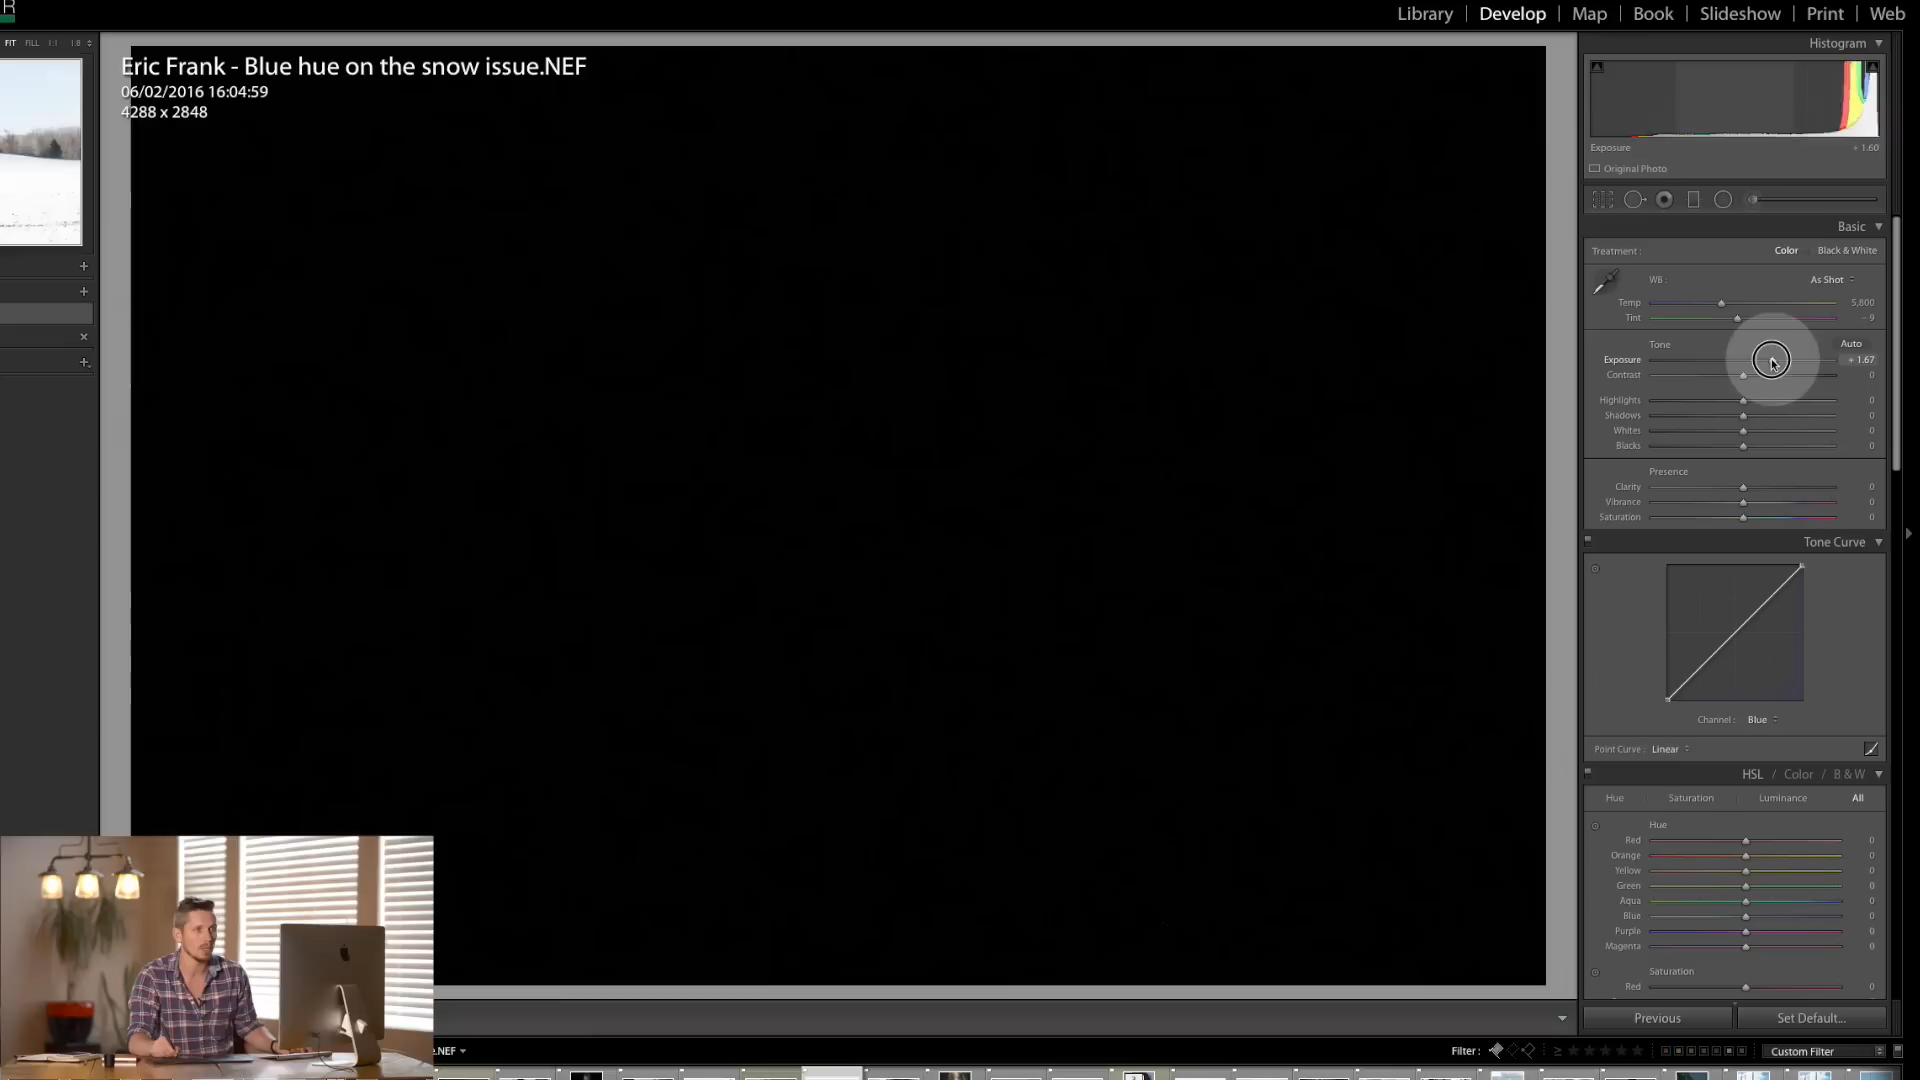 R
Library | Develop | Map | Book | Slideshow | Print | Web
FIT FILL 1:1 1:8
Histogram
Eric Frank - Blue hue on the snow issue.NEF
06/02/2016 16:04:59
4288 x 2848
Exposure + 1.60
Original Photo
Basic
Treatment : Color Black & White
WB : As Shot
Temp 5,800
Tint – 9
Tone Auto
Exposure + 1.67
Contrast 0
Highlights 0
Shadows 0
Whites 0
Blacks 0
Presence
Clarity 0
Vibrance 0
Saturation 0
Tone Curve
Channel : Blue
Point Curve : Linear
HSL / Color / B & W
Hue Saturation Luminance All
Hue
Red 0
Orange 0
Yellow 0
Green 0
Aqua 0
Blue 0
Purple 0
Magenta 0
Saturation
Red 0
Previous Set Default...
.NEF
Filter : Custom Filter